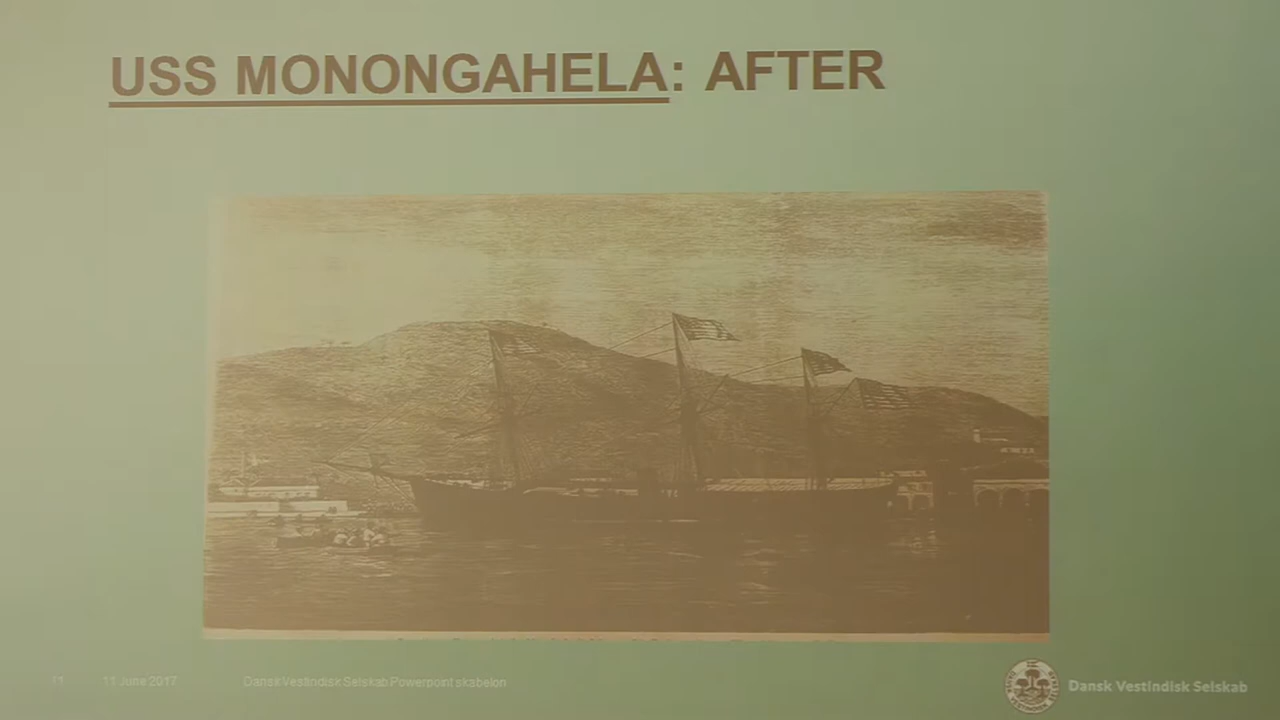 USS MONONGAHELA: AFTER
11 11 June 2017 Dansk Vestindisk Selskab Powerpoint skabelon
Dansk Vestindisk Selskab